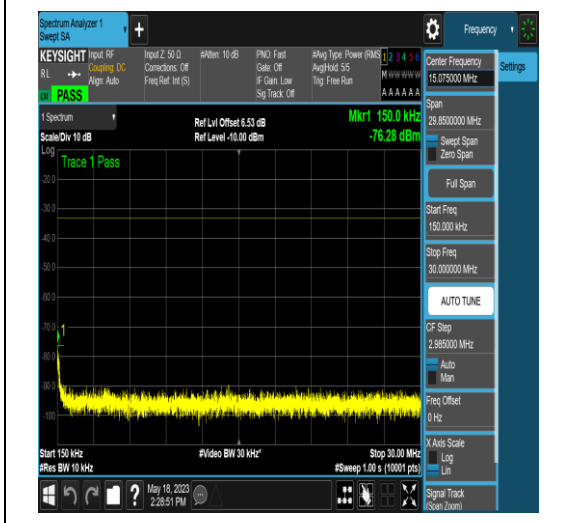 Spectrum Analyzer 1
Swept SA
+
Frequency
KEYSIGHT
RL
PASS
Input: RF
Coupling: DC
Align: Auto
Input Z: 50 Ω
Corrections: Off
Freq Ref: Int (S)
#Atten: 10 dB
PNO: Fast
Gate: Off
IF Gain: Low
Sig Track: Off
#Avg Type: Power (RMS
Avg|Hold: 5/5
Trig: Free Run
1 2 3 4 5 6
M W W W W W
A A A A A A
1 Spectrum
Scale/Div 10 dB
Log
Ref Lvl Offset 6.53 dB
Ref Level -10.00 dBm
Mkr1 150.0 kHz
-76.28 dBm
Trace 1 Pass
-20.0
-30.0
-40.0
-50.0
-60.0
-70.0
-80.0
-90.0
-100
1
Start 150 kHz
#Res BW 10 kHz
#Video BW 30 kHz*
Stop 30.00 MHz
#Sweep 1.00 s (10001 pts)
?
May 18, 2023
2:28:51 PM
Center Frequency
15.075000 MHz
Span
29.8500000 MHz
Swept Span
Zero Span
Full Span
Start Freq
150.000 kHz
Stop Freq
30.000000 MHz
AUTO TUNE
CF Step
2.985000 MHz
Auto
Man
Freq Offset
0 Hz
X Axis Scale
Log
Lin
Signal Track
(Span Zoom)
Settings